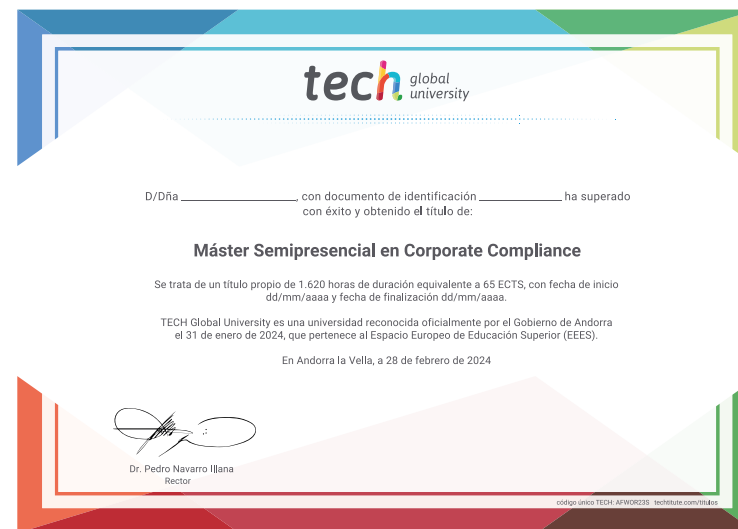 tech global
university
D/Dña ______________, con documento de identificación __________ ha superado
con éxito y obtenido el título de:
Máster Semipresencial en Corporate Compliance
Se trata de un título propio de 1.620 horas de duración equivalente a 65 ECTS, con fecha de inicio
dd/mm/aaaa y fecha de finalización dd/mm/aaaa.
TECH Global University es una universidad reconocida oficialmente por el Gobierno de Andorra
el 31 de enero de 2024, que pertenece al Espacio Europeo de Educación Superior (EEES).
En Andorra la Vella, a 28 de febrero de 2024
Dr. Pedro Navarro Illana
Rector
código único TECH: AFWOR23S techtitute.com/titulos